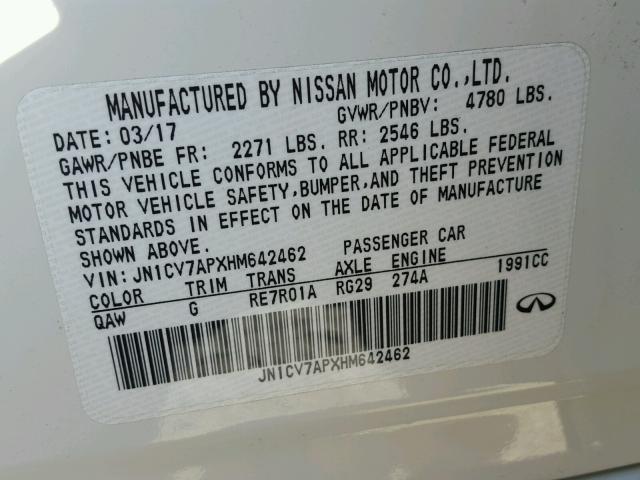 MANUFACTURED BY NISSAN MOTOR CO.,LTD.
DATE: 03/17 GVWR/PNBV: 4780 LBS.
GAWR/PNBE FR: 2271 LBS. RR: 2546 LBS.
THIS VEHICLE CONFORMS TO ALL APPLICABLE FEDERAL
MOTOR VEHICLE SAFETY,BUMPER,AND THEFT PREVENTION
STANDARDS IN EFFECT ON THE DATE OF MANUFACTURE
SHOWN ABOVE.
VIN: JN1CV7APXHM642462 PASSENGER CAR
COLOR TRIM TRANS AXLE ENGINE
QAW G RE7R01A RG29 274A 1991CC
JN1CV7APXHM642462